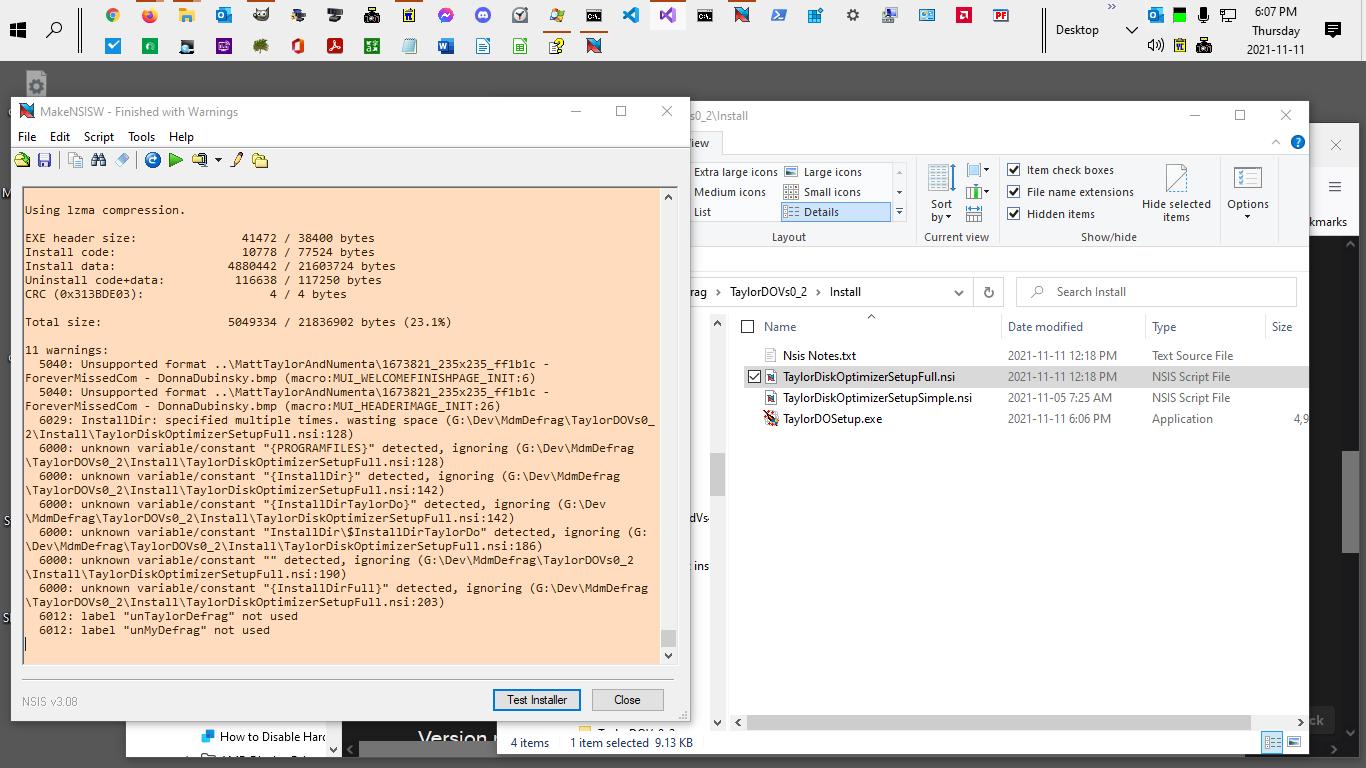 6:07 PM
Desktop
Thursday
2021-11-11
MakeNSISW - Finished with Warnings
File Edit Script Tools Help
Using lzma compression.
EXE header size: 41472 / 38400 bytes
Install code: 10778 / 77524 bytes
Install data: 4880442 / 21603724 bytes
Uninstall code+data: 116638 / 117250 bytes
CRC (0x313BDE03): 4 / 4 bytes
Total size: 5049334 / 21836902 bytes (23.1%)
11 warnings:
5040: Unsupported format ..\MattTaylorAndNumenta\1673821_235x235_ff1b1c -
ForeverMissedCom - DonnaDubinsky.bmp (macro:MUI_WELCOMEFINISHPAGE_INIT:6)
5040: Unsupported format ..\MattTaylorAndNumenta\1673821_235x235_ff1b1c -
ForeverMissedCom - DonnaDubinsky.bmp (macro:MUI_HEADERIMAGE_INIT:26)
6029: InstallDir: specified multiple times. wasting space (G:\Dev\MdmDefrag\TaylorDOVs0_
2\Install\TaylorDiskOptimizerSetupFull.nsi:128)
6000: unknown variable/constant "{PROGRAMFILES}" detected, ignoring (G:\Dev\MdmDefrag
\TaylorDOVs0_2\Install\TaylorDiskOptimizerSetupFull.nsi:128)
6000: unknown variable/constant "{InstallDir}" detected, ignoring (G:\Dev\MdmDefrag
\TaylorDOVs0_2\Install\TaylorDiskOptimizerSetupFull.nsi:142)
6000: unknown variable/constant "{InstallDirTaylorDo}" detected, ignoring (G:\Dev
\MdmDefrag\TaylorDOVs0_2\Install\TaylorDiskOptimizerSetupFull.nsi:142)
6000: unknown variable/constant "InstallDir\$InstallDirTaylorDo" detected, ignoring (G:
\Dev\MdmDefrag\TaylorDOVs0_2\Install\TaylorDiskOptimizerSetupFull.nsi:186)
6000: unknown variable/constant "" detected, ignoring (G:\Dev\MdmDefrag\TaylorDOVs0_2
\Install\TaylorDiskOptimizerSetupFull.nsi:190)
6000: unknown variable/constant "{InstallDirFull}" detected, ignoring (G:\Dev\MdmDefrag
\TaylorDOVs0_2\Install\TaylorDiskOptimizerSetupFull.nsi:203)
6012: label "unTaylorDefrag" not used
6012: label "unMyDefrag" not used
NSIS v3.08
Test Installer Close
s0_2\Install
iew
Extra large icons Large icons
Medium icons Small icons
List Details
Layout
Sort
by
Current view
Item check boxes
File name extensions
Hidden items
Hide selected
items
Show/hide
Options
kmarks
rag > TaylorDOVs0_2 > Install
Search Install
Name Date modified Type Size
Nsis Notes.txt 2021-11-11 12:18 PM Text Source File
TaylorDiskOptimizerSetupFull.nsi 2021-11-11 12:18 PM NSIS Script File
TaylorDiskOptimizerSetupSimple.nsi 2021-11-05 7:25 AM NSIS Script File
TaylorDOSetup.exe 2021-11-11 6:06 PM Application 4,9
4 items 1 item selected 9.13 KB
How to Disable Hard